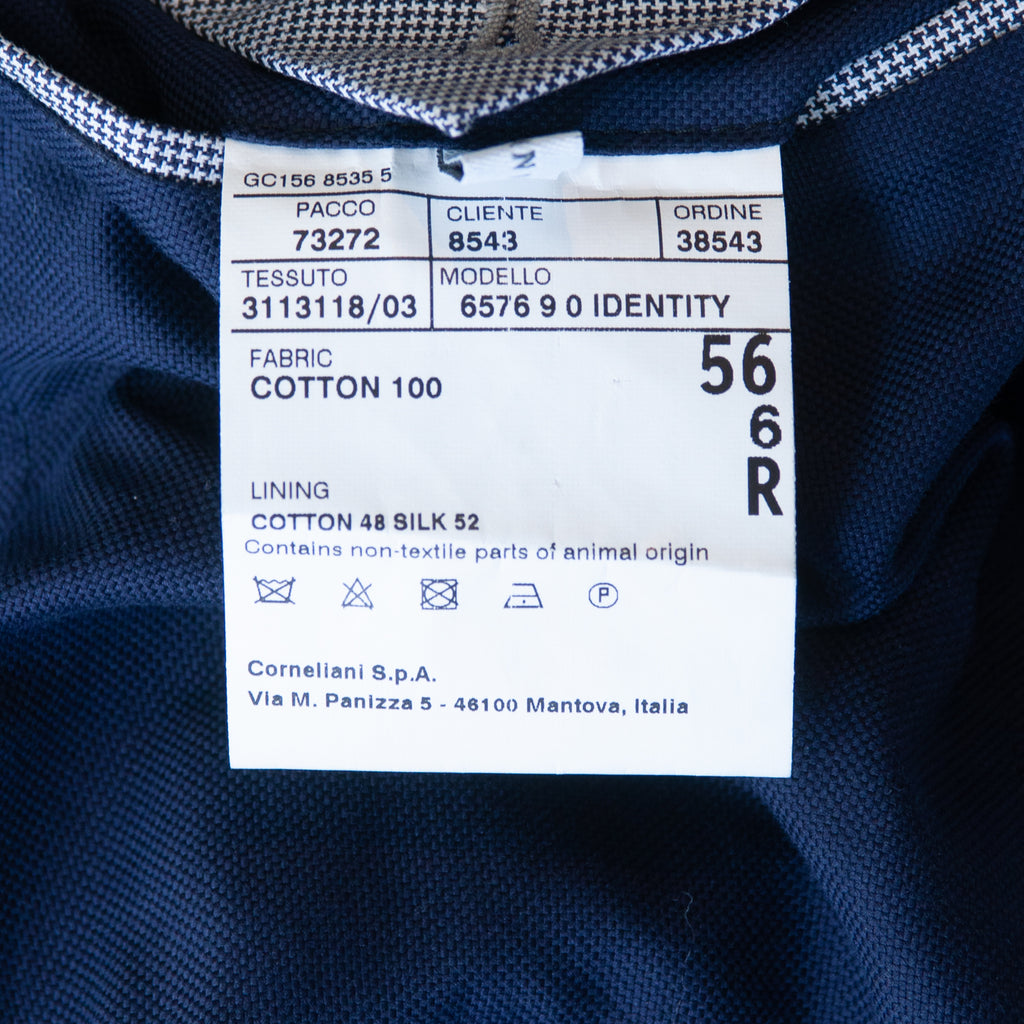 GC156 8535 5
PACCO CLIENTE ORDINE
73272 8543 38543
TESSUTO MODELLO
3113118/03 6576 9 0 IDENTITY
FABRIC
COTTON 100
56
6
R
LINING
COTTON 48 SILK 52
Contains non-textile parts of animal origin
P
Corneliani S.p.A.
Via M. Panizza 5 - 46100 Mantova, Italia